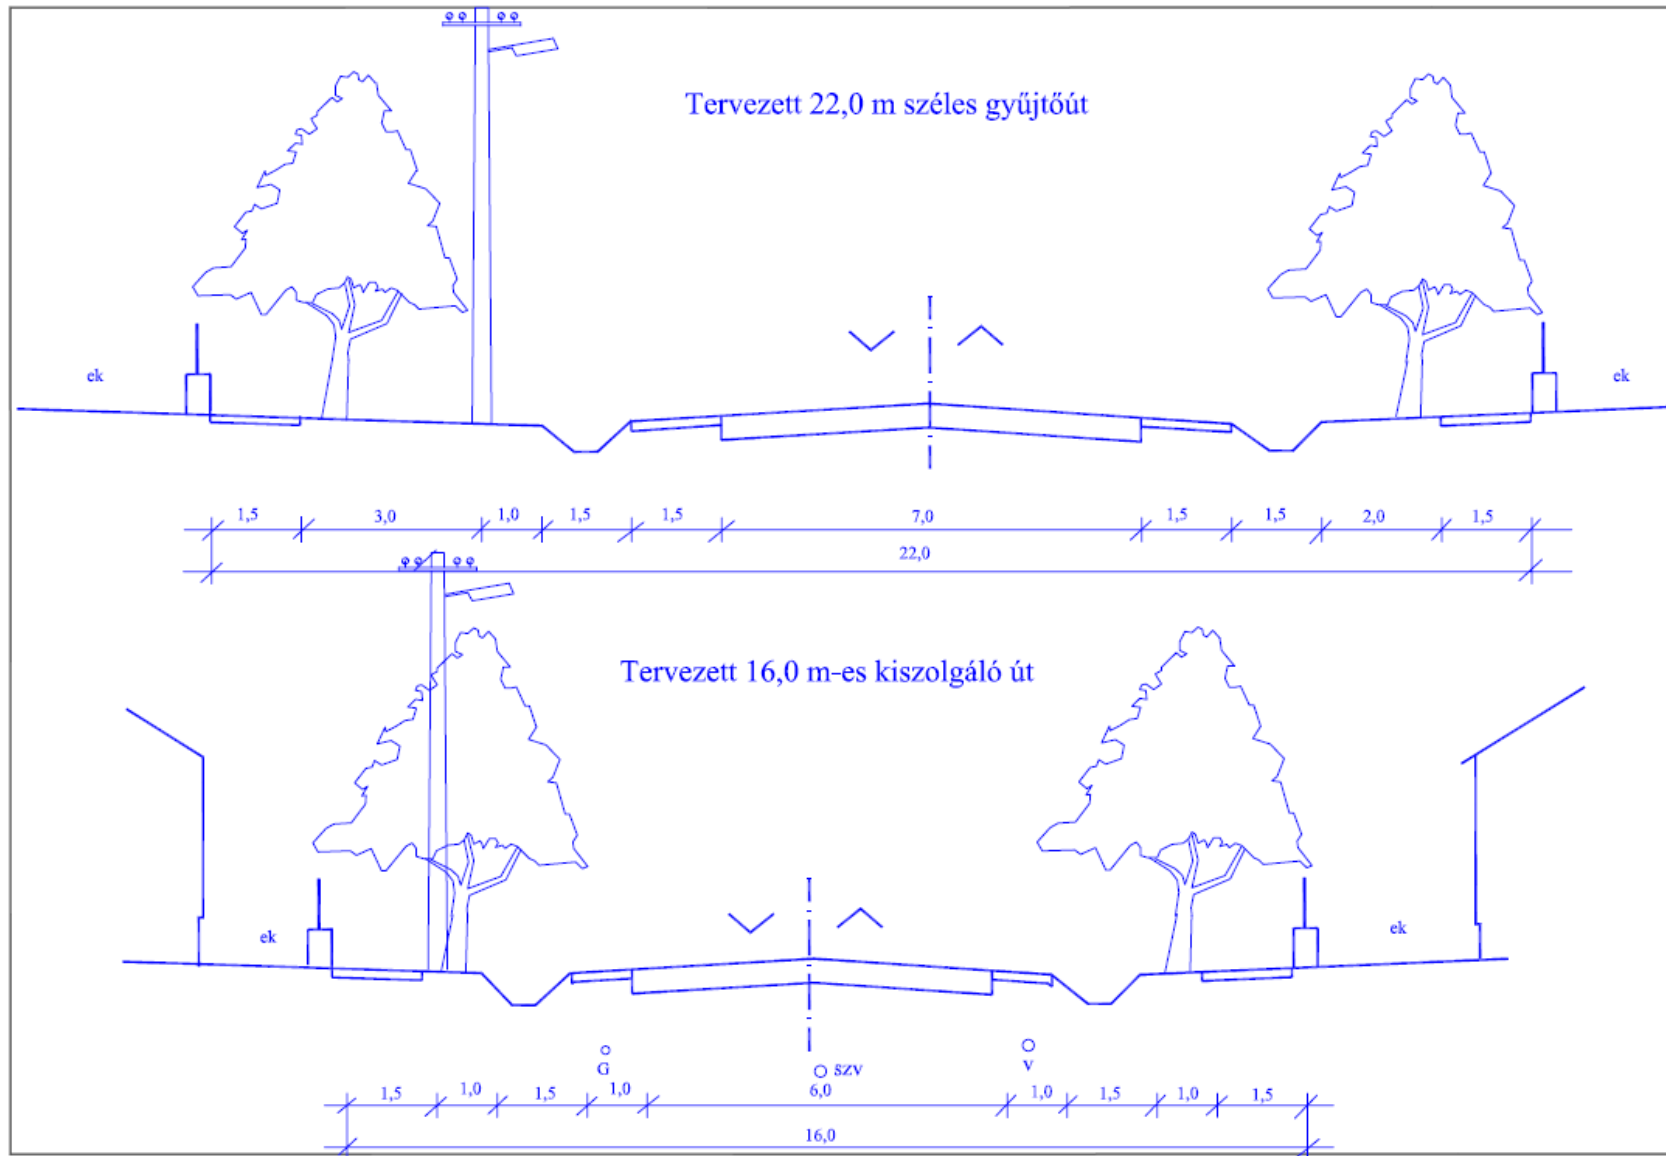 Tervezett 22,0 m széles gyűjtőút
ek
ek
1,5 3,0 1,0 1,5 1,5 7,0 1,5 1,5 2,0 1,5
22,0
Tervezett 16,0 m-es kiszolgáló út
ek
ek
G
szv
v
1,5 1,0 1,5 1,0 6,0 1,0 1,5 1,0 1,5
16,0